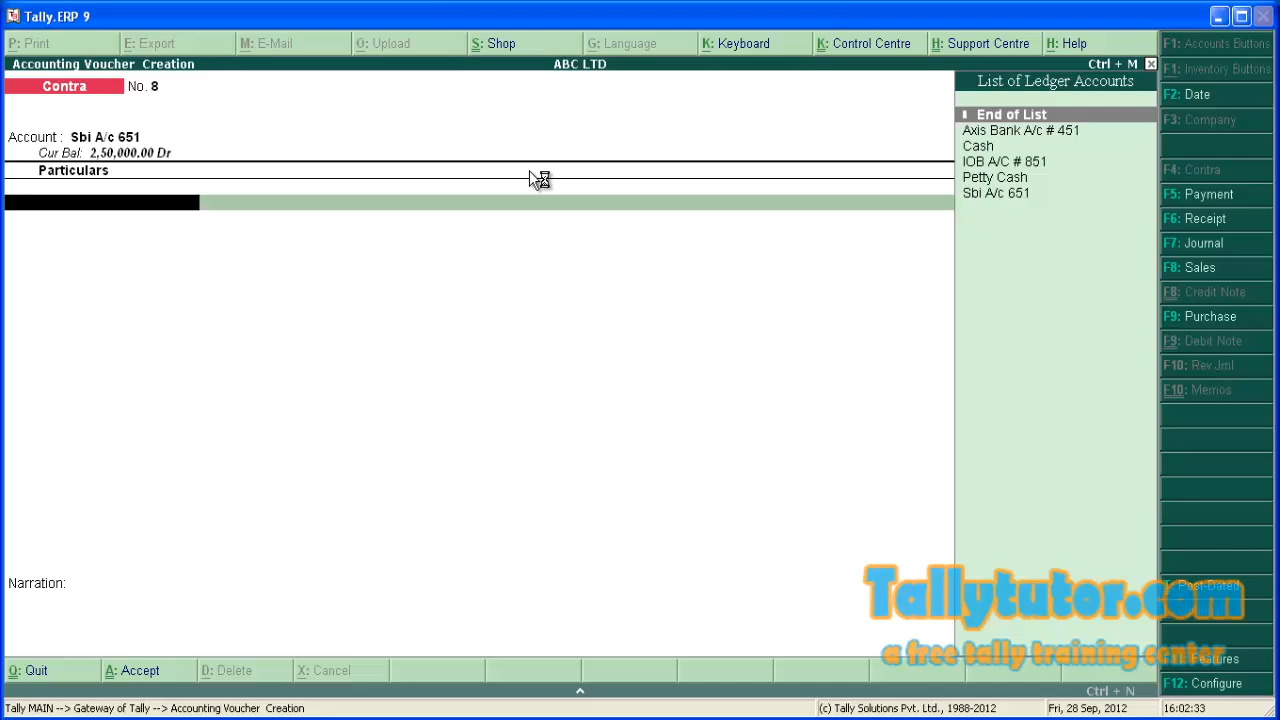 Tally.ERP 9
P: Print E: Export M: E-Mail O: Upload S: Shop G: Language K: Keyboard K: Control Centre H: Support Centre H: Help
Accounting Voucher Creation ABC LTD Ctrl + M
Contra No. 8
Account : Sbi A/c 651
Cur Bal: 2,50,000.00 Dr
Particulars
Narration:
List of Ledger Accounts
End of List
Axis Bank A/c # 451
Cash
IOB A/C # 851
Petty Cash
Sbi A/c 651
F1: Accounts Buttons
F1: Inventory Buttons
F2: Date
F3: Company
F4: Contra
F5: Payment
F6: Receipt
F7: Journal
F8: Sales
F8: Credit Note
F9: Purchase
F9: Debit Note
F10: Rev Jrnl
F10: Memos
Post-Dated
Features
F12: Configure
Tallytutor.com
a free tally training center
Q: Quit A: Accept D: Delete X: Cancel
Ctrl + N
Tally MAIN --> Gateway of Tally --> Accounting Voucher Creation (c) Tally Solutions Pvt. Ltd., 1988-2012 Fri, 28 Sep, 2012 16:02:33